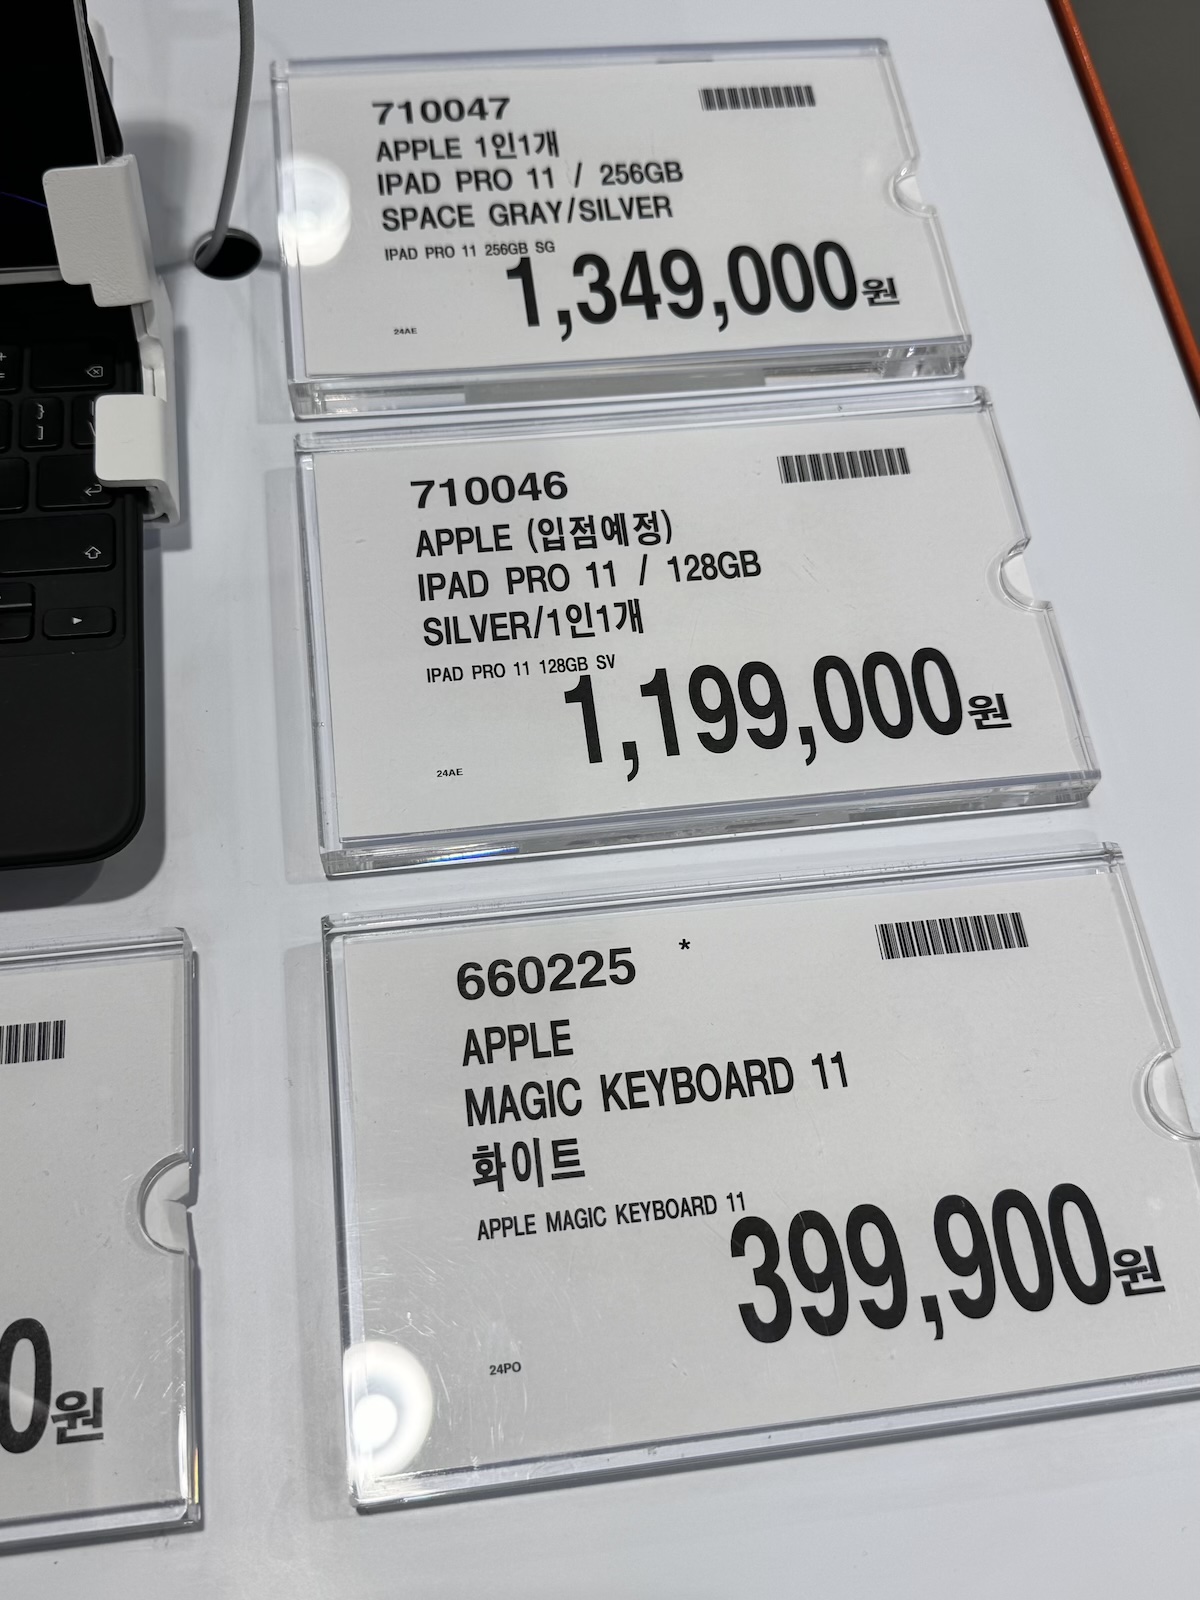 710047
APPLE 1인1개
IPAD PRO 11 / 256GB
SPACE GRAY/SILVER
IPAD PRO 11 256GB SG
1,349,000원
24AE
710046
APPLE (입점예정)
IPAD PRO 11 / 128GB
SILVER/1인1개
IPAD PRO 11 128GB SV
1,199,000원
24AE
660225 *
APPLE
MAGIC KEYBOARD 11
화이트
APPLE MAGIC KEYBOARD 11
399,900원
24PO
0원